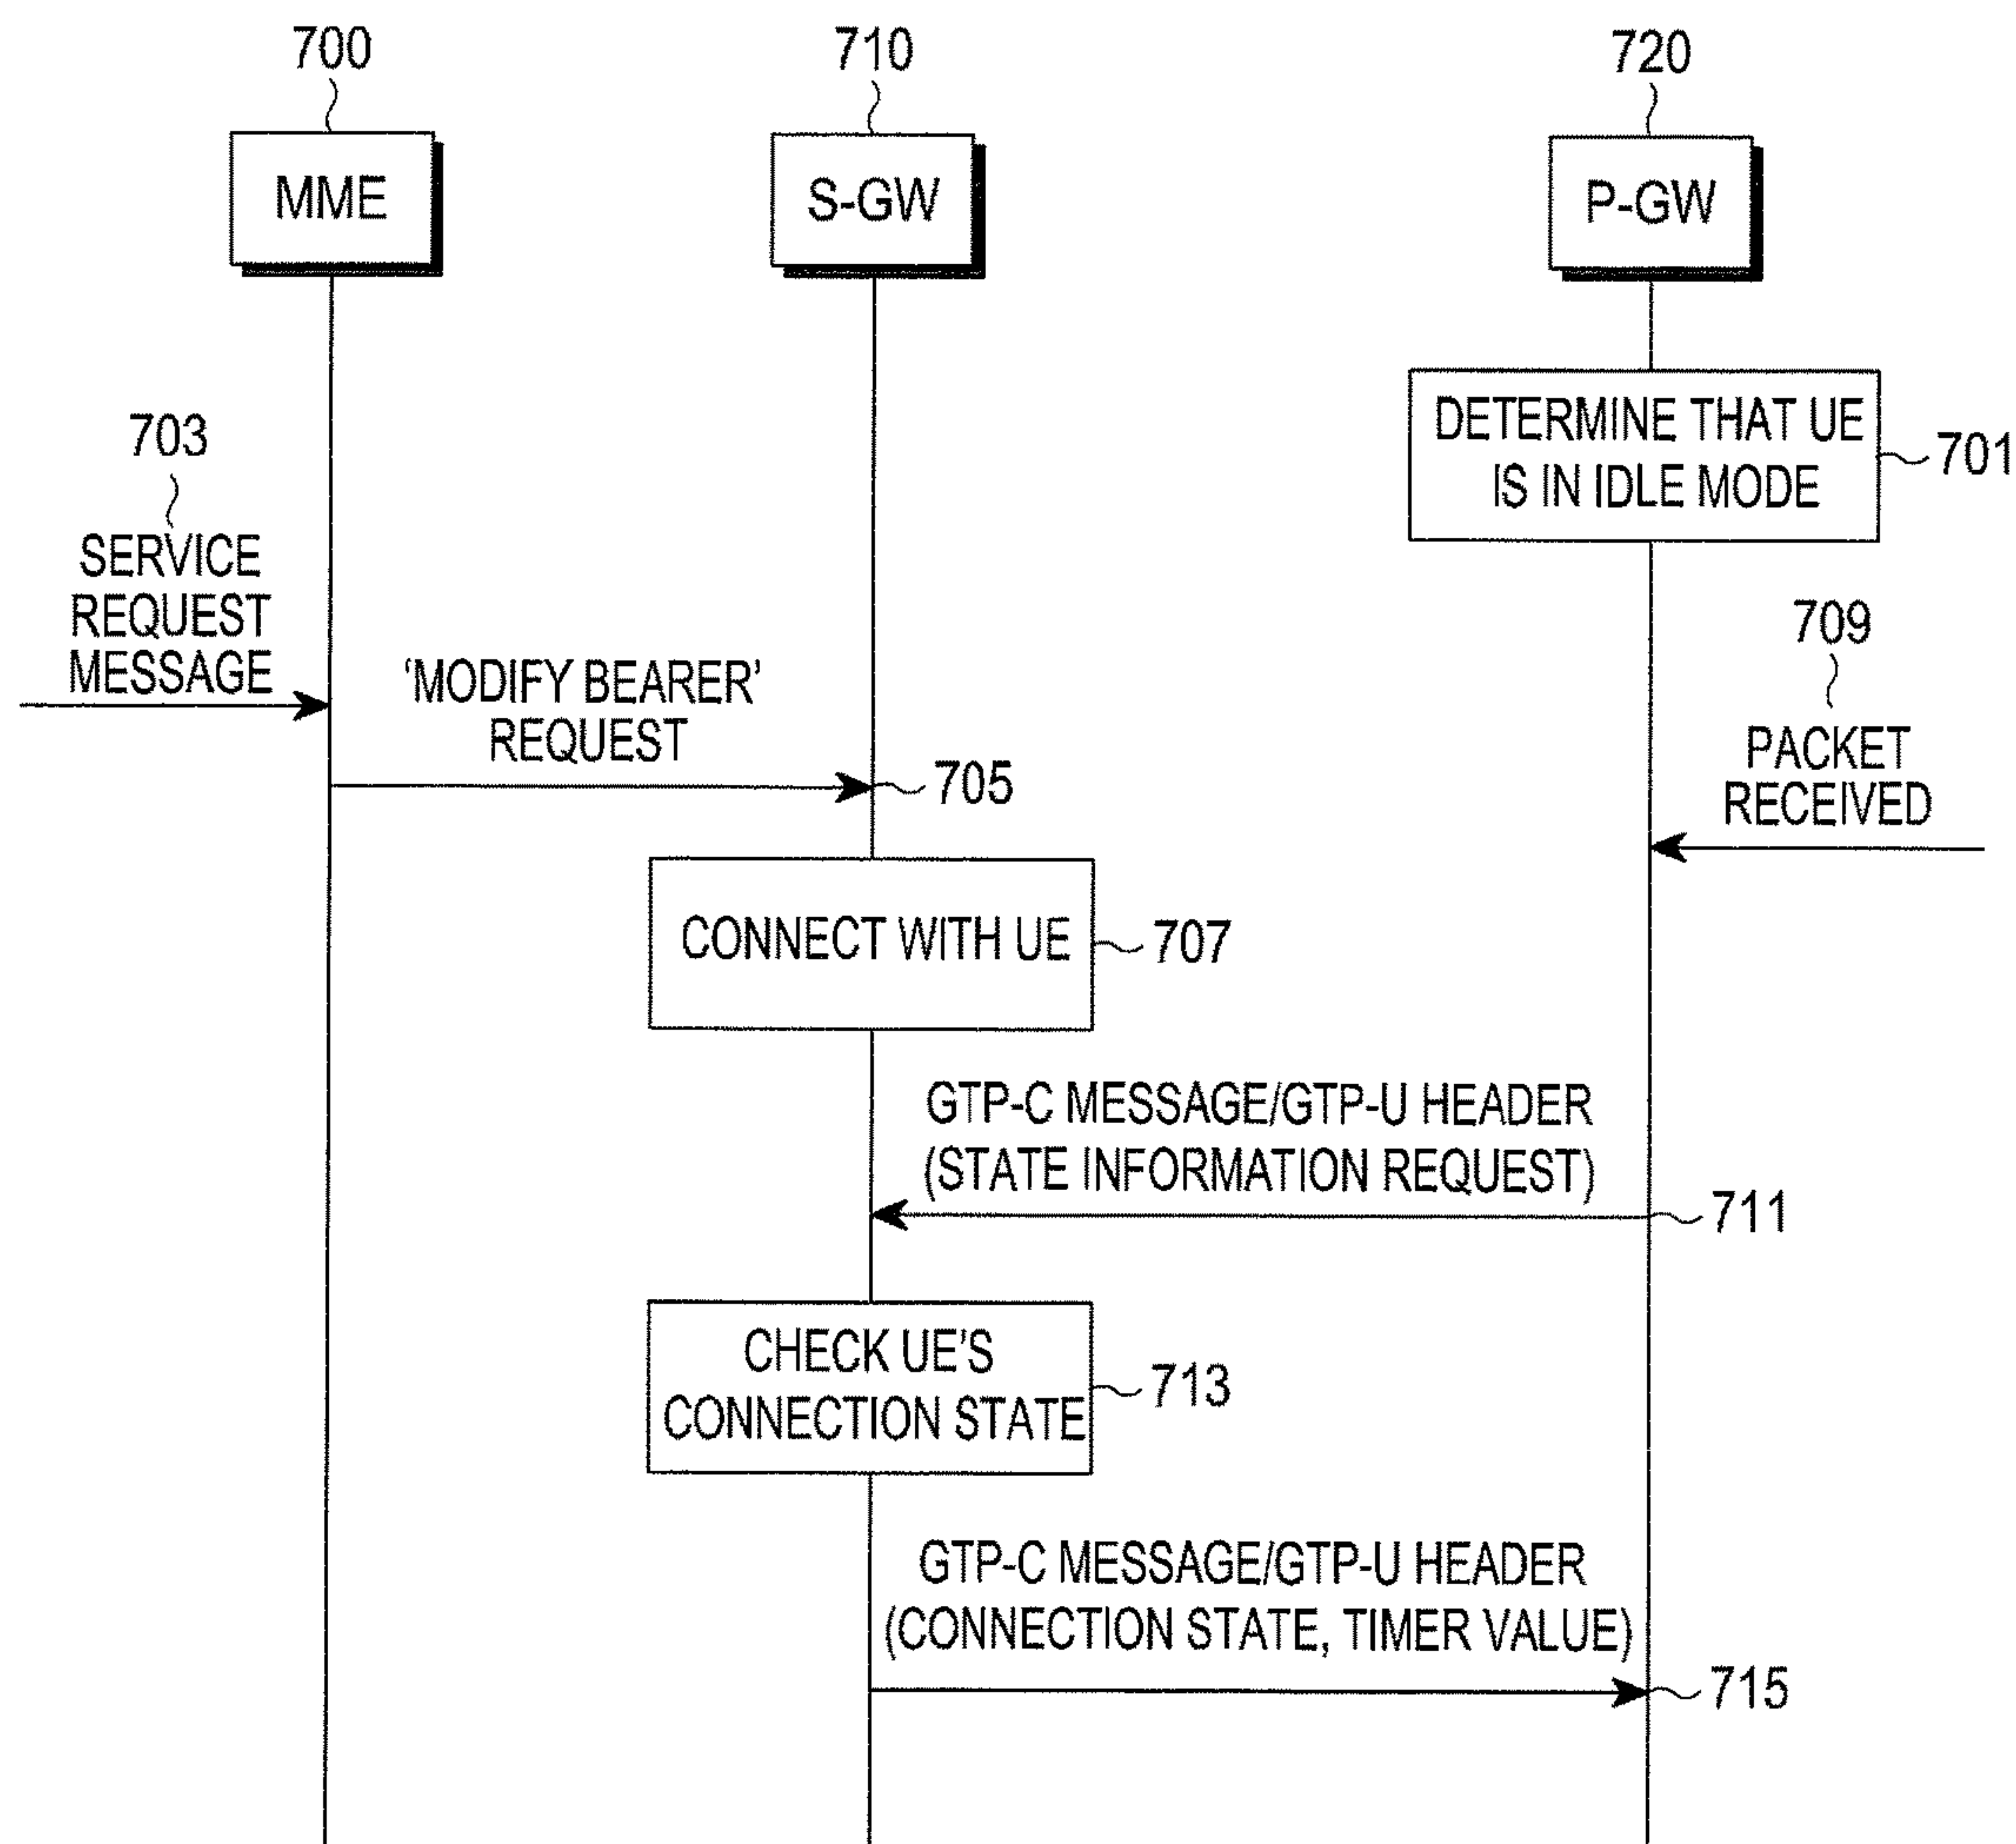 700
710
720
MME
S-GW
P-GW
DETERMINE THAT UE
IS IN IDLE MODE
701
703
SERVICE
REQUEST
MESSAGE
'MODIFY BEARER'
REQUEST
705
709
PACKET
RECEIVED
CONNECT WITH UE
707
GTP-C MESSAGE/GTP-U HEADER
(STATE INFORMATION REQUEST)
711
CHECK UE'S
CONNECTION STATE
713
GTP-C MESSAGE/GTP-U HEADER
(CONNECTION STATE, TIMER VALUE)
715